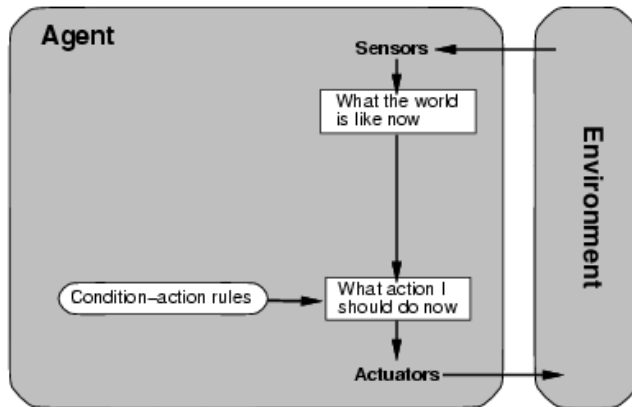 Agent
Sensors
What the world
is like now
Environment
Condition–action rules
What action I
should do now
Actuators